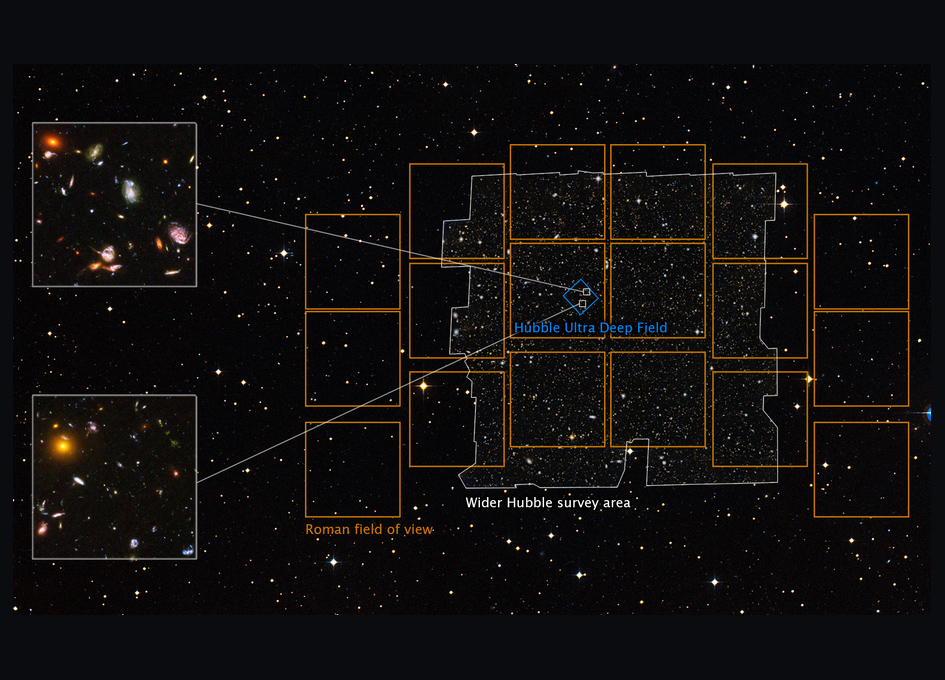 Hubble Ultra Deep Field
Wider Hubble survey area
Roman field of view